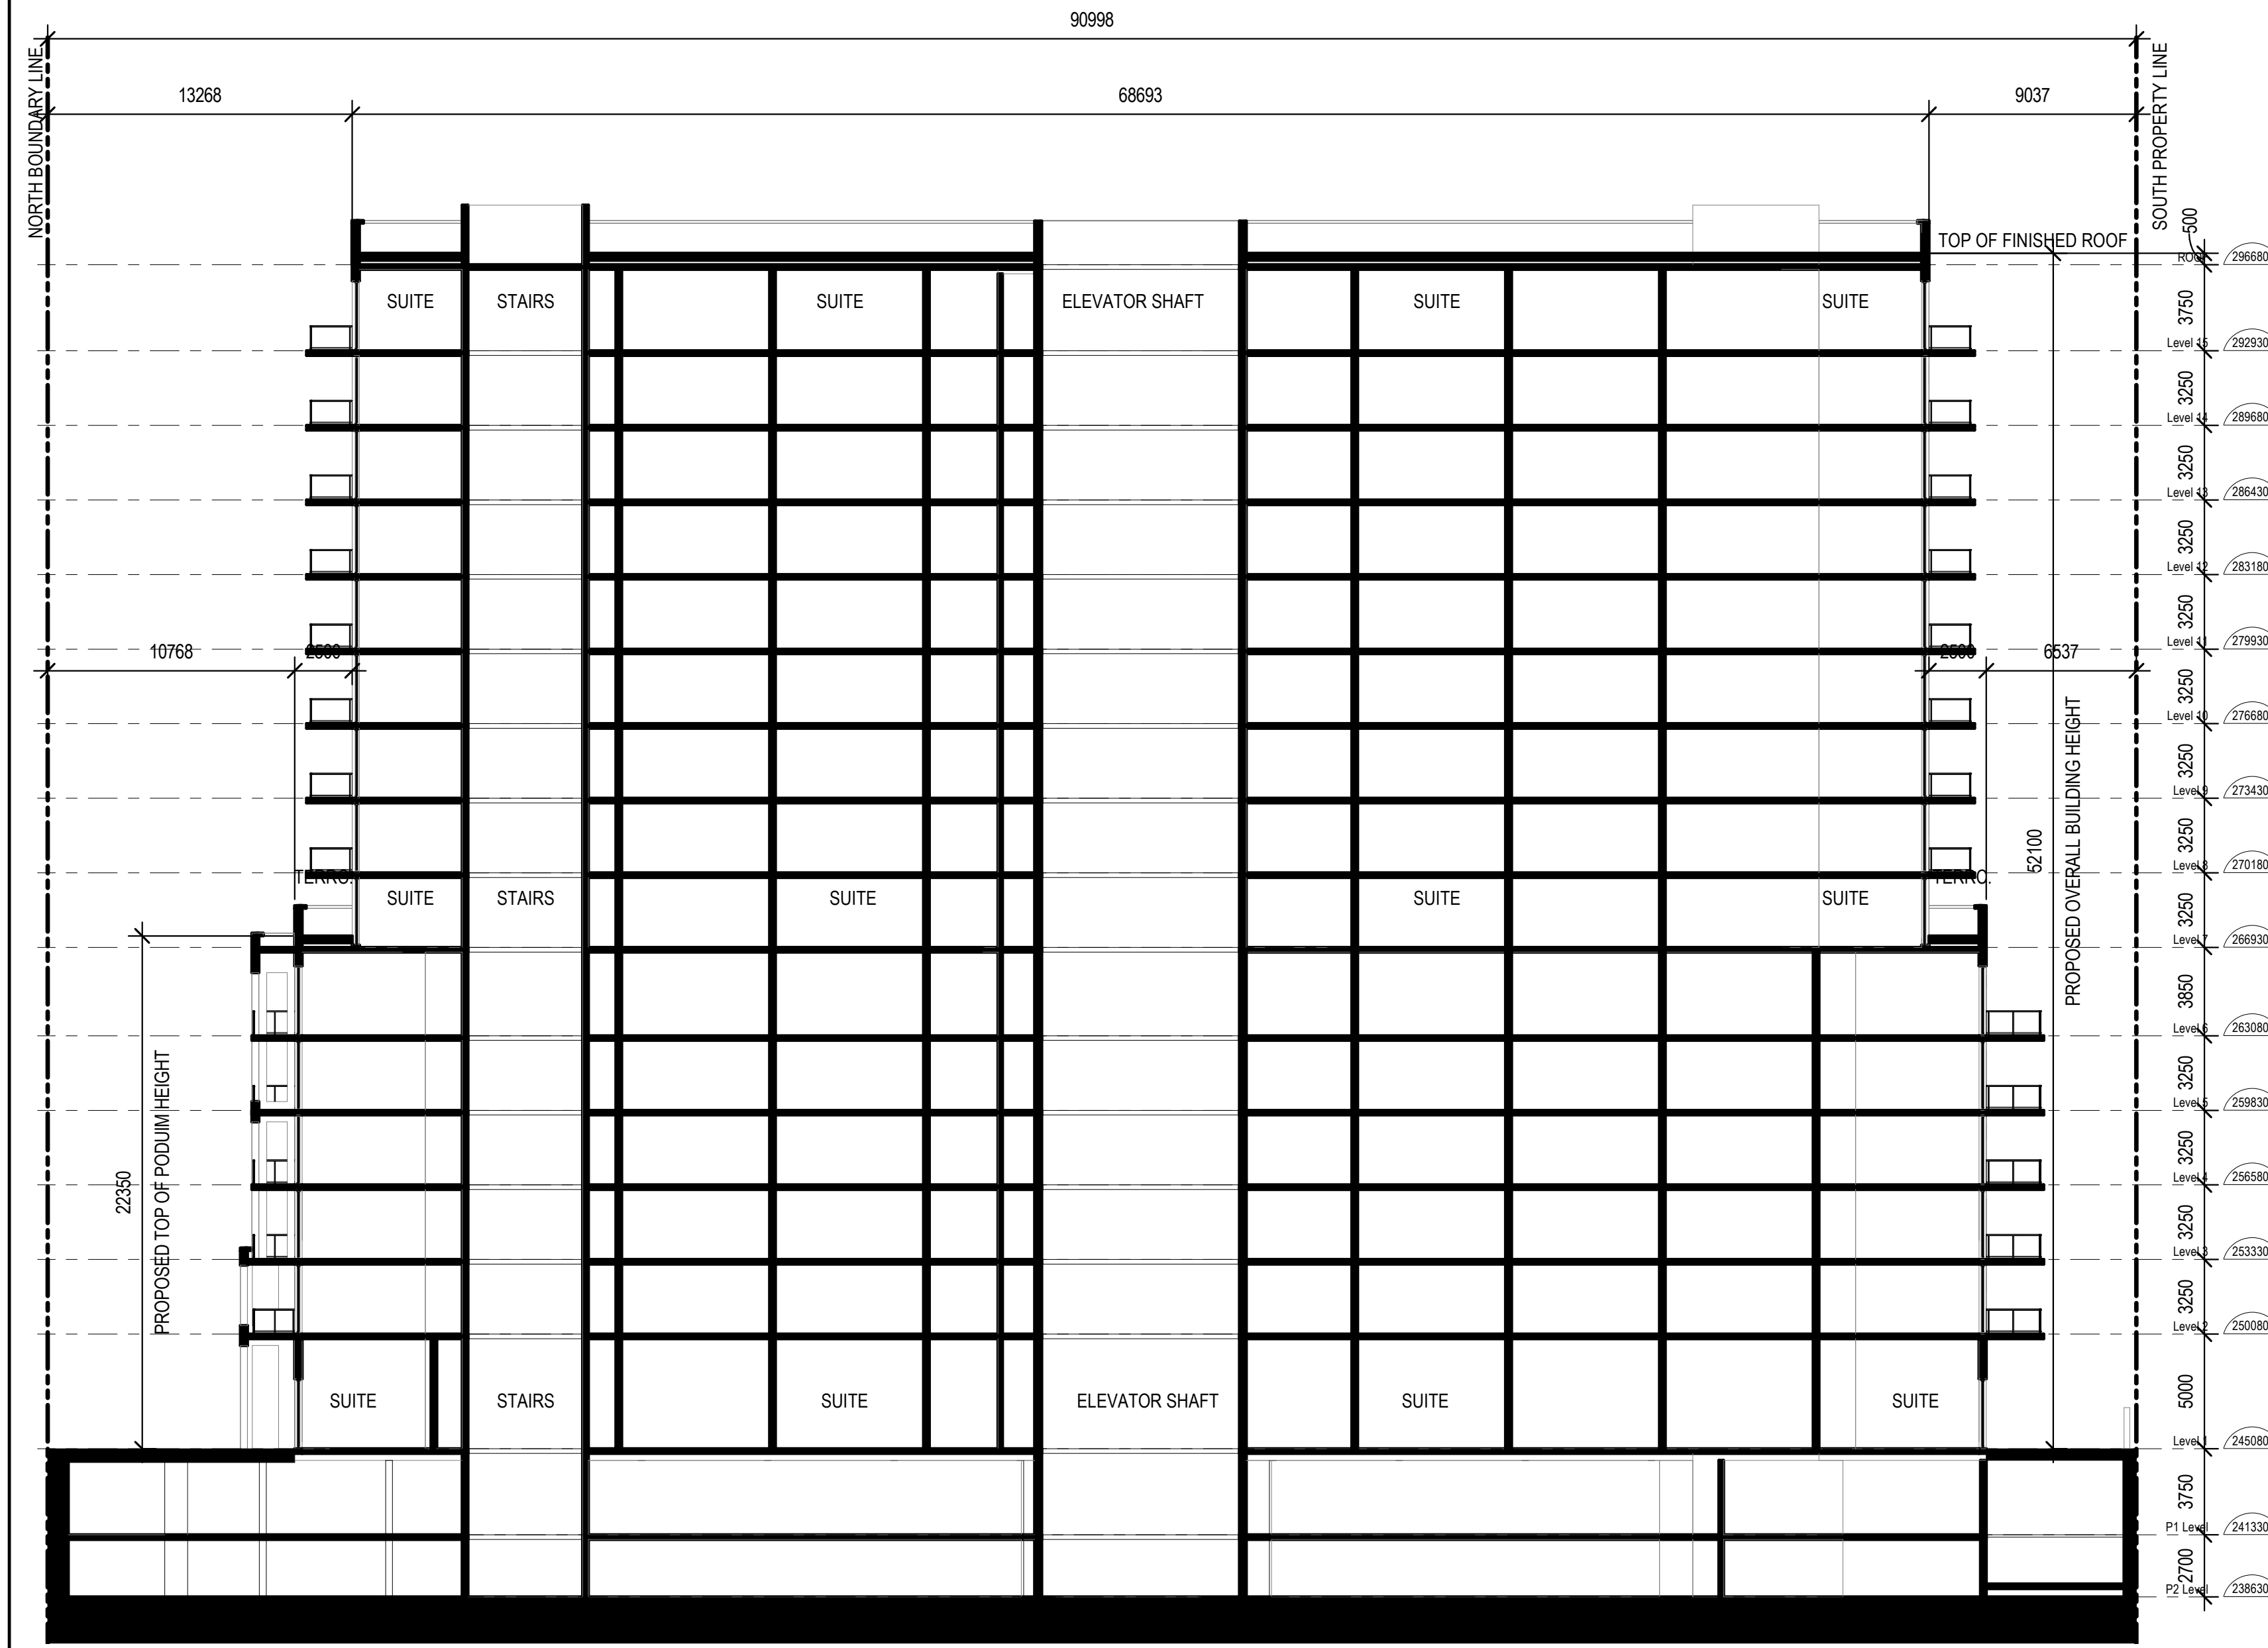 90998
13268
68693
9037
NORTH BOUNDARY LINE
SOUTH PROPERTY LINE
500
TOP OF FINISHED ROOF
296680
SUITE
STAIRS
SUITE
ELEVATOR SHAFT
SUITE
SUITE
3750
Level 15
292930
3250
Level 14
289680
3250
Level 13
286430
3250
Level 12
283180
3250
Level 11
279930
10768
2500
2500
6537
3250
Level 10
276680
3250
Level 9
273430
3250
Level 8
270180
PROPOSED OVERALL BUILDING HEIGHT
52100
TERRC.
TERRC.
SUITE
STAIRS
SUITE
SUITE
SUITE
3250
Level 7
266930
3850
Level 6
263080
3250
Level 5
259830
3250
Level 4
256580
22350
PROPOSED TOP OF PODUIM HEIGHT
3250
Level 3
253330
3250
Level 2
250080
SUITE
STAIRS
SUITE
ELEVATOR SHAFT
SUITE
SUITE
5000
Level 1
245080
3750
P1 Level
241330
2700
P2 Level
238630